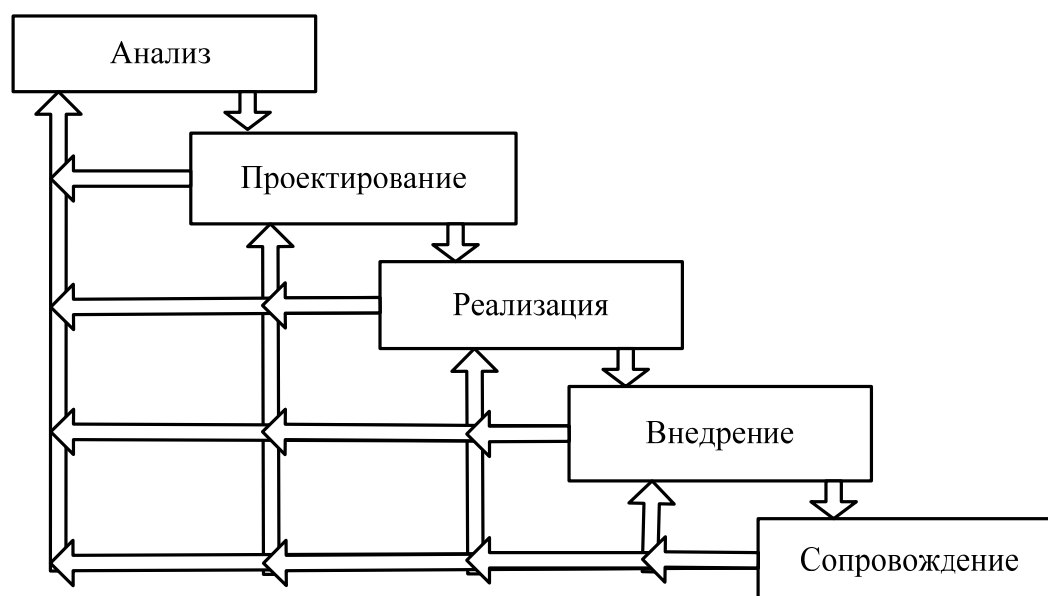 Анализ
Проектирование
Реализация
Внедрение
Сопровождение